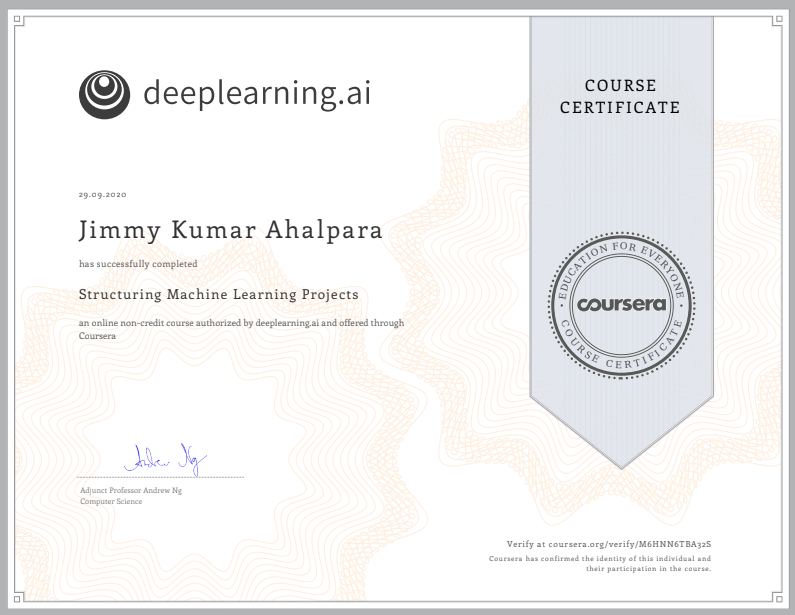 deeplearning.ai
COURSE
CERTIFICATE
29.09.2020
Jimmy Kumar Ahalpara
has successfully completed
Structuring Machine Learning Projects
an online non-credit course authorized by deeplearning.ai and offered through
Coursera
EDUCATION FOR EVERYONE
coursera
COURSE CERTIFICATE
Andrew Ng
Adjunct Professor Andrew Ng
Computer Science
Verify at coursera.org/verify/M6HNN6TBA32S
Coursera has confirmed the identity of this individual and
their participation in the course.